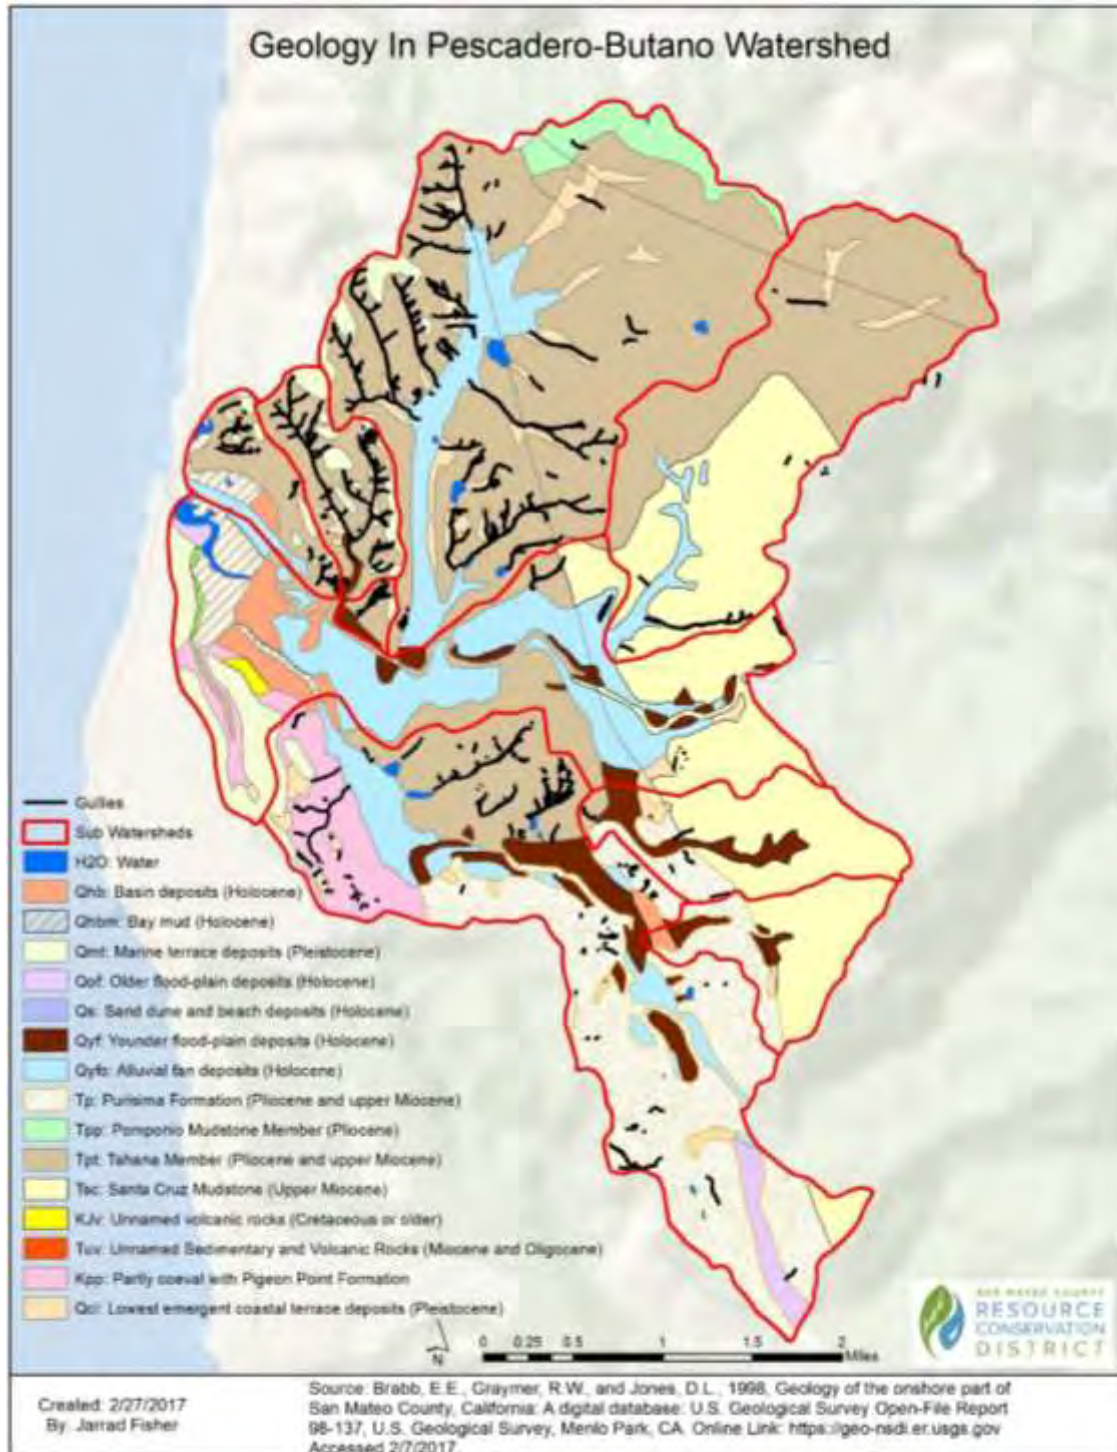 Geology In Pescadero-Butano Watershed
Gullies
Sub Watersheds
H2O: Water
Qhb: Basin deposits (Holocene)
Qhbm: Bay mud (Holocene)
Qmt: Marine terrace deposits (Pleistocene)
Qof: Older flood-plain deposits (Holocene)
Qs: Sand dune and beach deposits (Holocene)
Qyf: Younder flood-plain deposits (Holocene)
Qyfo: Alluvial fan deposits (Holocene)
Tp: Purisima Formation (Pliocene and upper Miocene)
Tpp: Pomponio Mudstone Member (Pliocene)
Tpt: Tahana Member (Pliocene and upper Miocene)
Tsc: Santa Cruz Mudstone (Upper Miocene)
KJv: Unnamed volcanic rocks (Cretaceous or older)
Tuv: Unnamed Sedimentary and Volcanic Rocks (Miocene and Oligocene)
Kpp: Partly coeval with Pigeon Point Formation
Qcl: Lowest emergent coastal terrace deposits (Pleistocene)
N
0 0.25 0.5 1 1.5 2
Miles
SAN MATEO COUNTY
RESOURCE
CONSERVATION
DISTRICT
Created: 2/27/2017
By: Jarrad Fisher
Source: Brabb, E.E., Graymer, R.W., and Jones, D.L., 1998, Geology of the onshore part of
San Mateo County, California: A digital database: U.S. Geological Survey Open-File Report
98-137, U.S. Geological Survey, Menlo Park, CA. Online Link: https://geo-nsdi.er.usgs.gov
Accessed 2/7/2017.